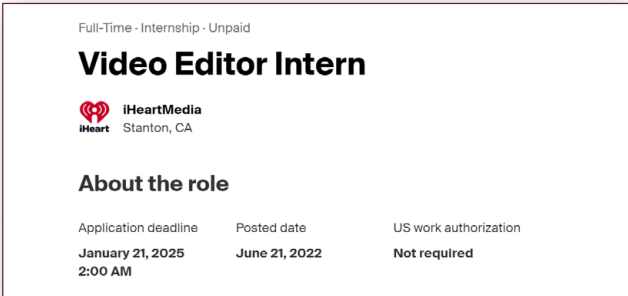 Full-Time · Internship · Unpaid
Video Editor Intern
iHeartMedia
iHeart
Stanton, CA
About the role
Application deadline
Posted date
US work authorization
January 21, 2025
June 21, 2022
Not required
2:00 AM